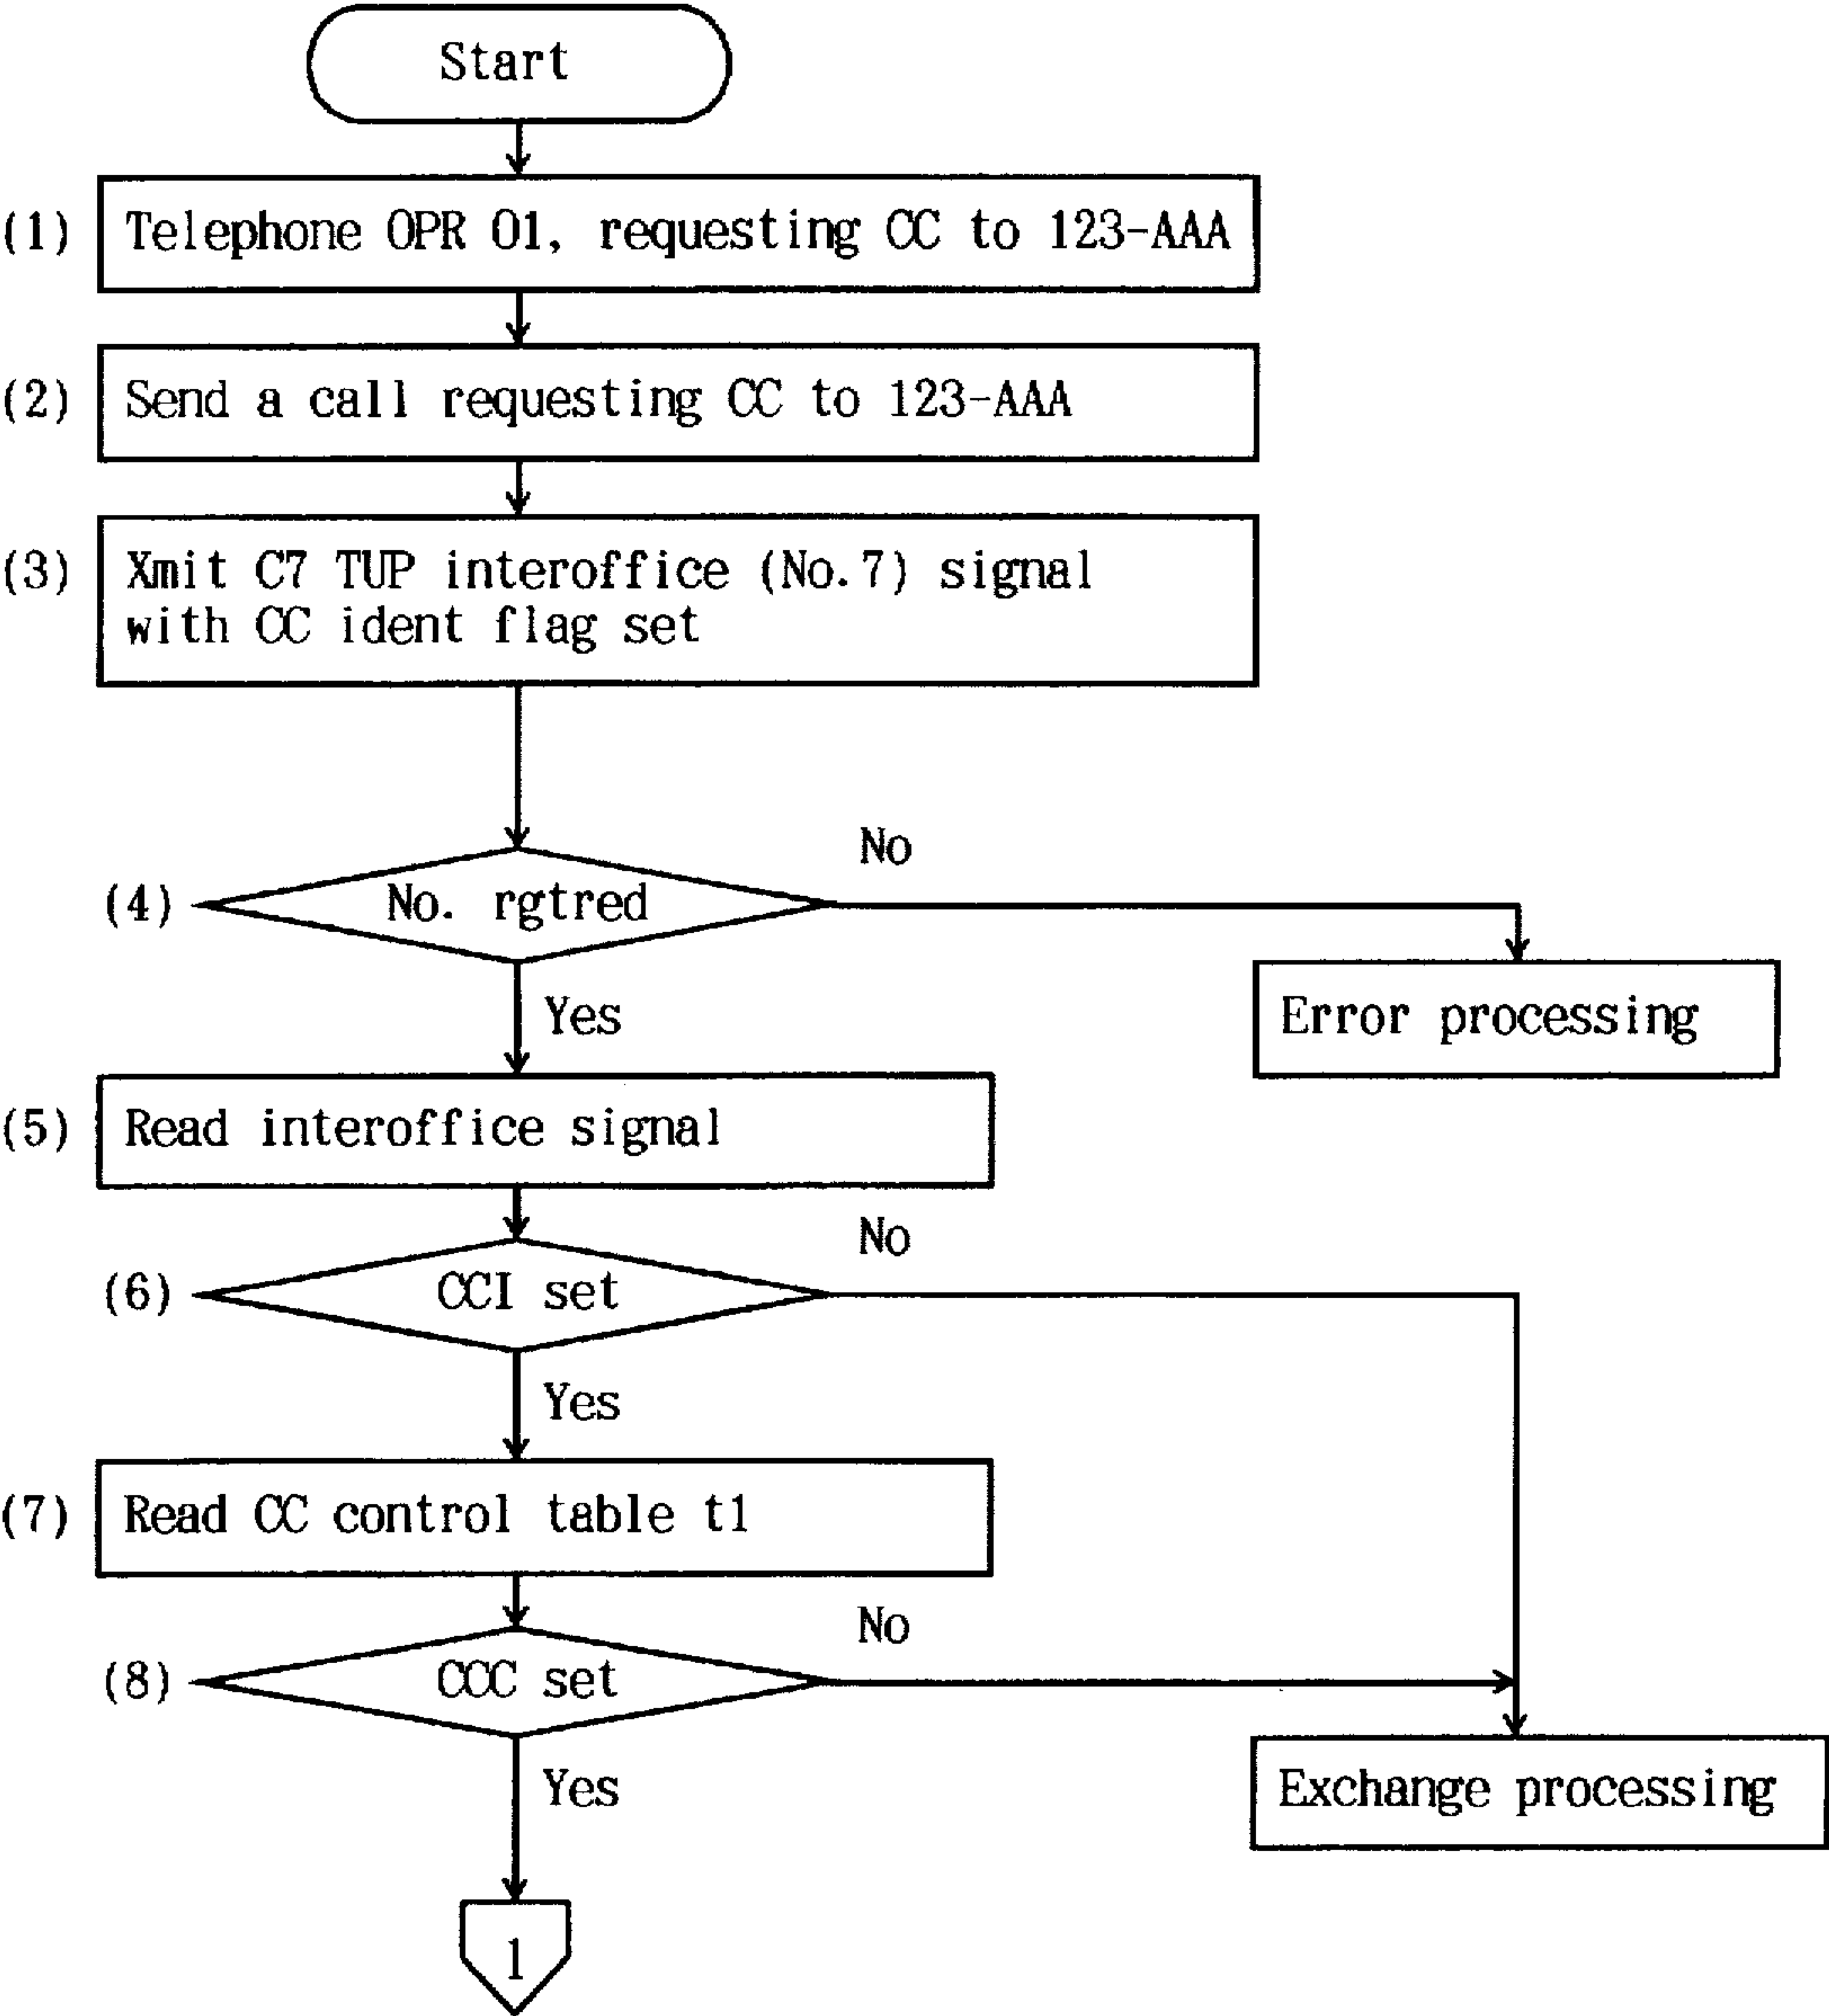 Start
(1) Telephone OPR O1, requesting CC to 123-AAA
(2) Send a call requesting CC to 123-AAA
(3) Xmit C7 TUP interoffice (No.7) signal
with CC ident flag set
No
(4) No. rgtred
Yes
Error processing
(5) Read interoffice signal
No
(6) CCI set
Yes
(7) Read CC control table t1
No
(8) CCC set
Yes
Exchange processing
1